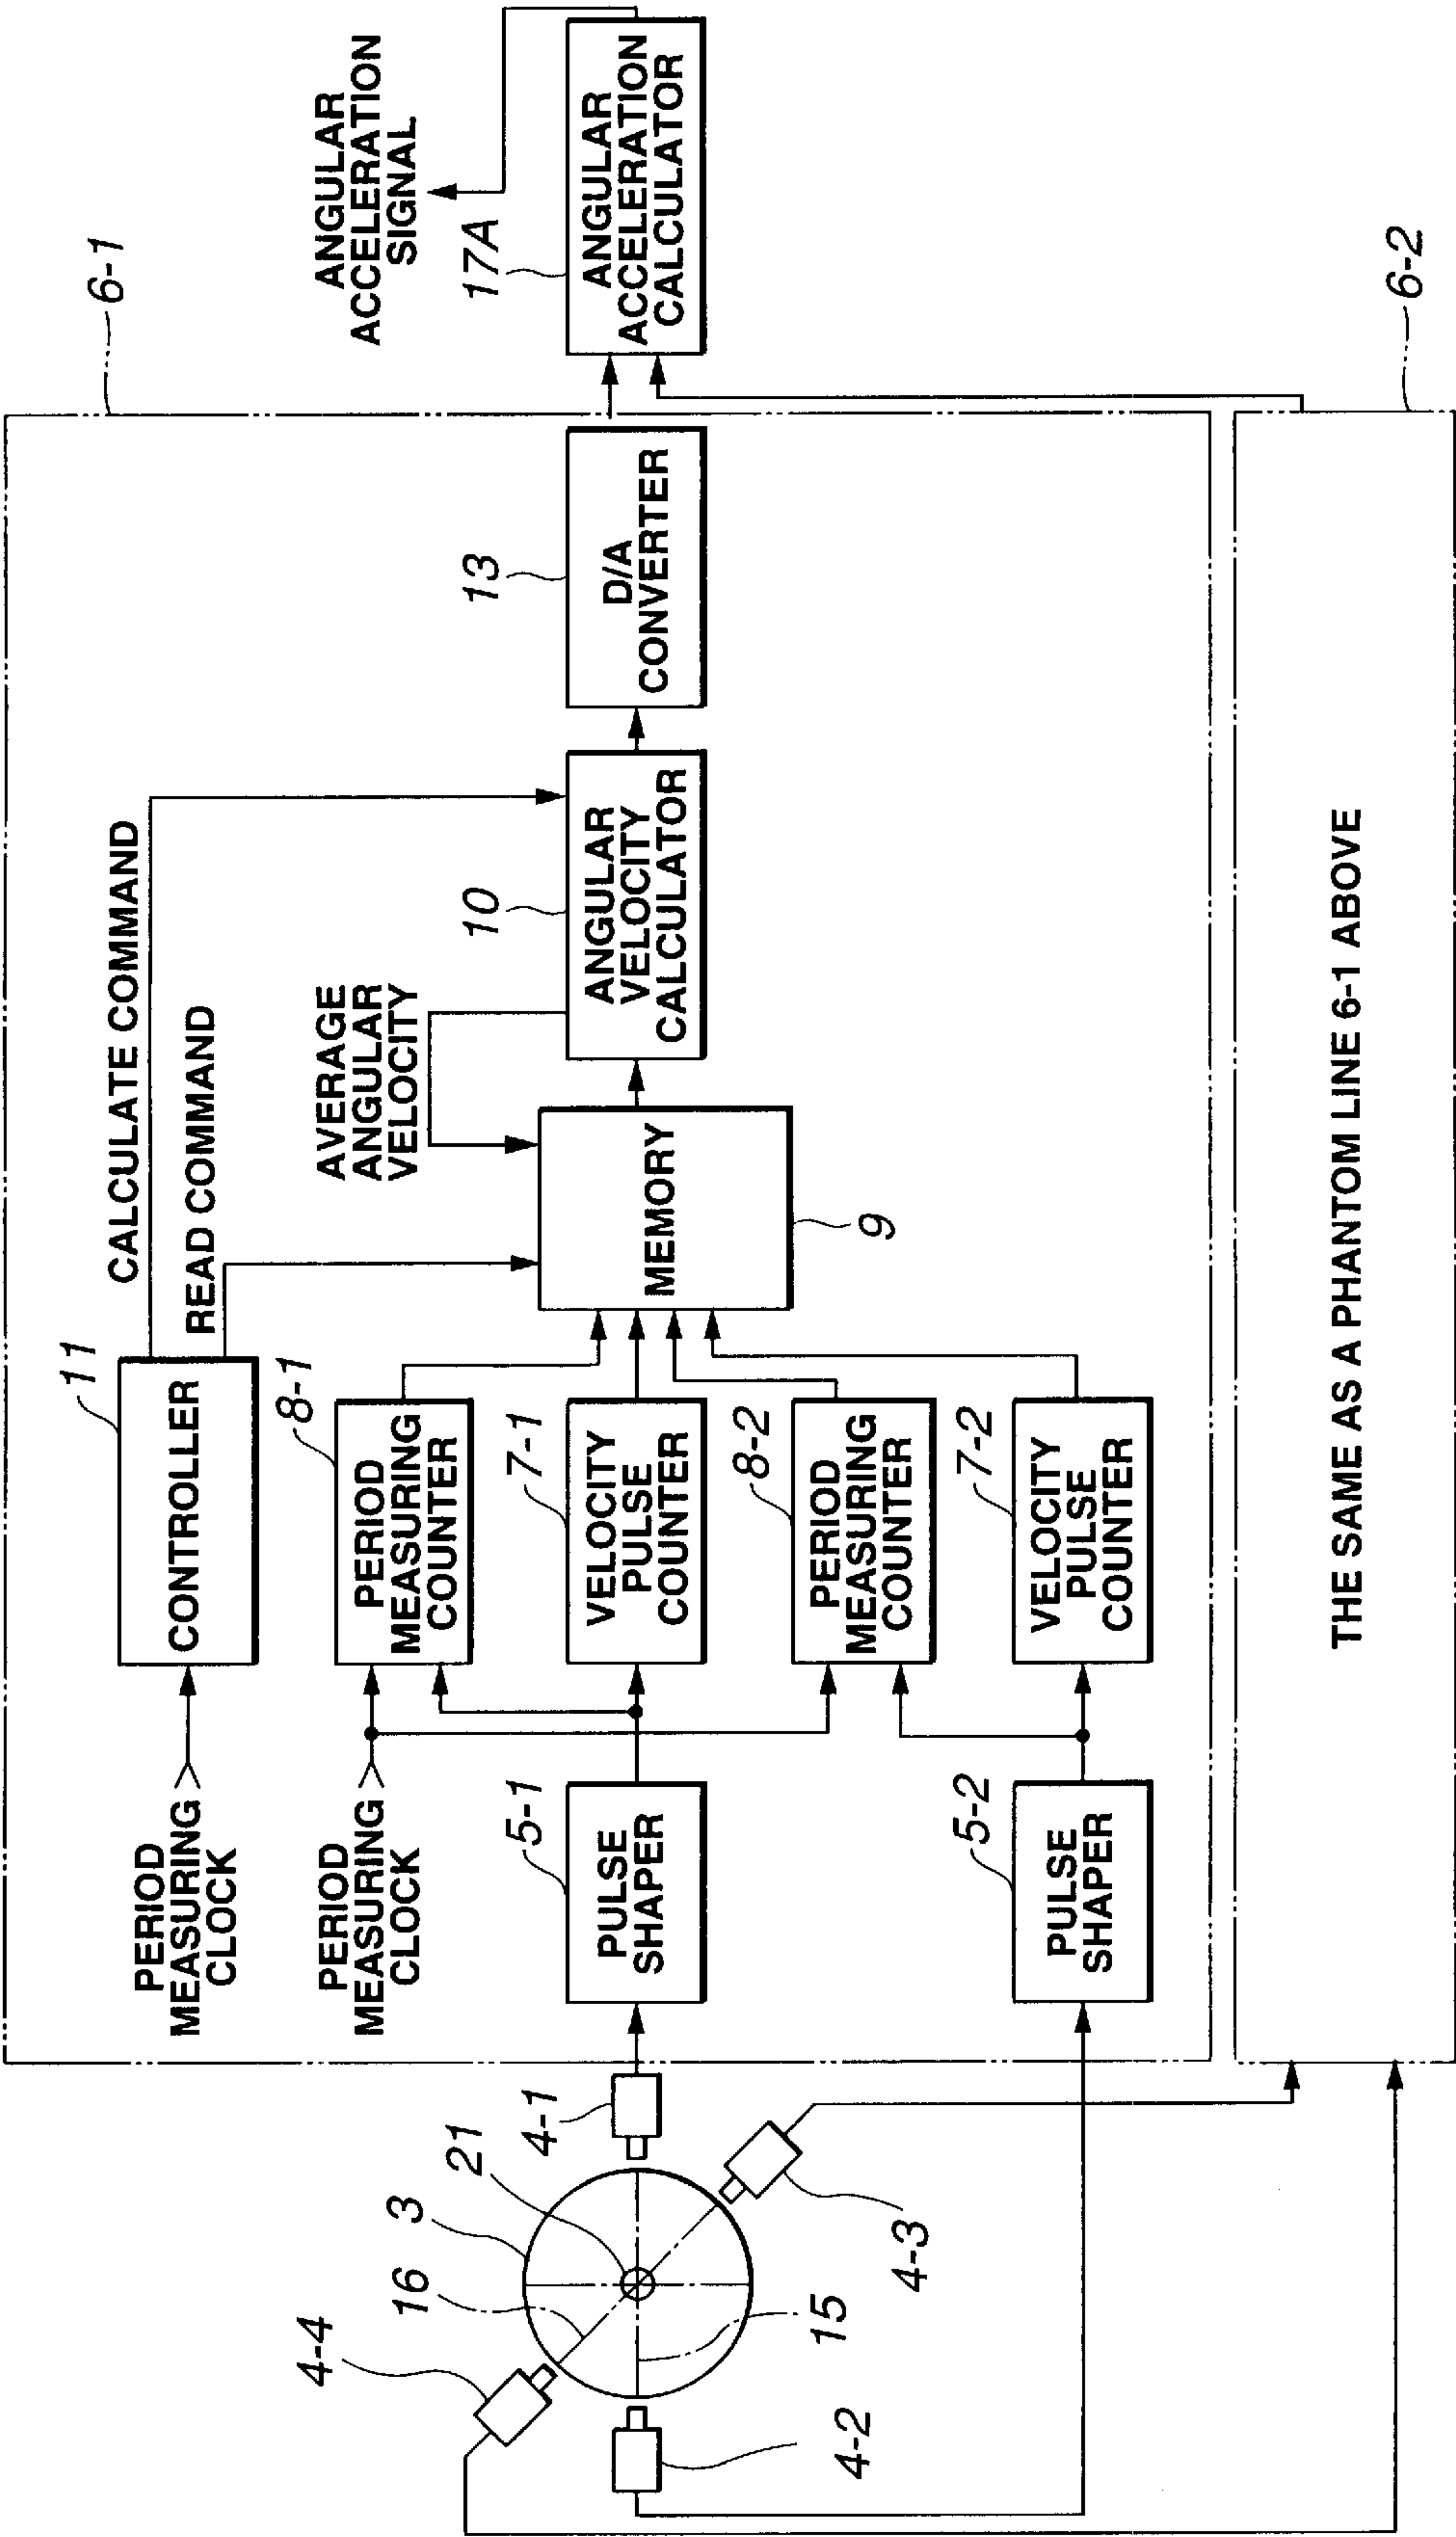 6-1
ANGULAR
ACCELERATION
SIGNAL
17A
ANGULAR
ACCELERATION
CALCULATOR
CALCULATE COMMAND
READ COMMAND
11
CONTROLLER
PERIOD
MEASURING
CLOCK
AVERAGE
ANGULAR
VELOCITY
10
ANGULAR
VELOCITY
CALCULATOR
13
D/A
CONVERTER
PERIOD
MEASURING
CLOCK
8-1
PERIOD
MEASURING
COUNTER
MEMORY
9
5-1
PULSE
SHAPER
7-1
VELOCITY
PULSE
COUNTER
8-2
PERIOD
MEASURING
COUNTER
5-2
PULSE
SHAPER
7-2
VELOCITY
PULSE
COUNTER
4-4
16
3
21
4-1
4-2
15
4-3
THE SAME AS A PHANTOM LINE 6-1 ABOVE
6-2